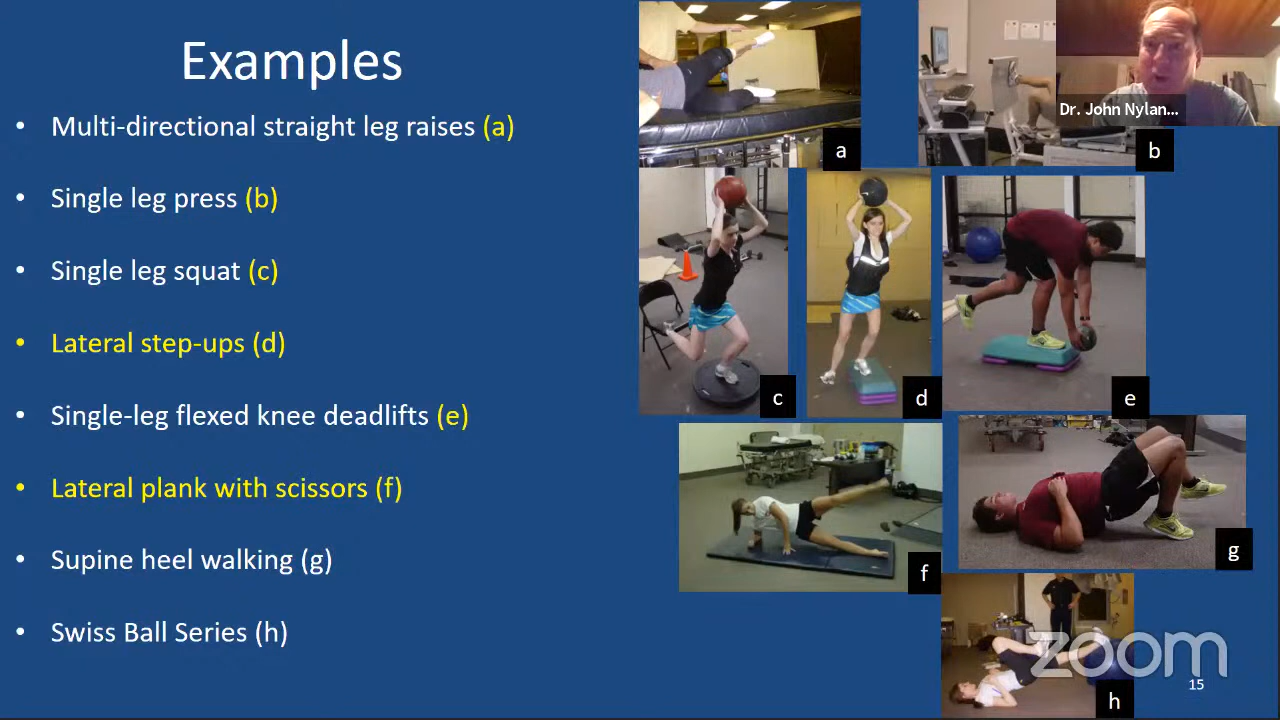 Examples
• Multi-directional straight leg raises (a)
• Single leg press (b)
• Single leg squat (c)
• Lateral step-ups (d)
• Single-leg flexed knee deadlifts (e)
• Lateral plank with scissors (f)
• Supine heel walking (g)
• Swiss Ball Series (h)
Dr. John Nylan...
a
b
c
d
e
f
g
h
zoom
15